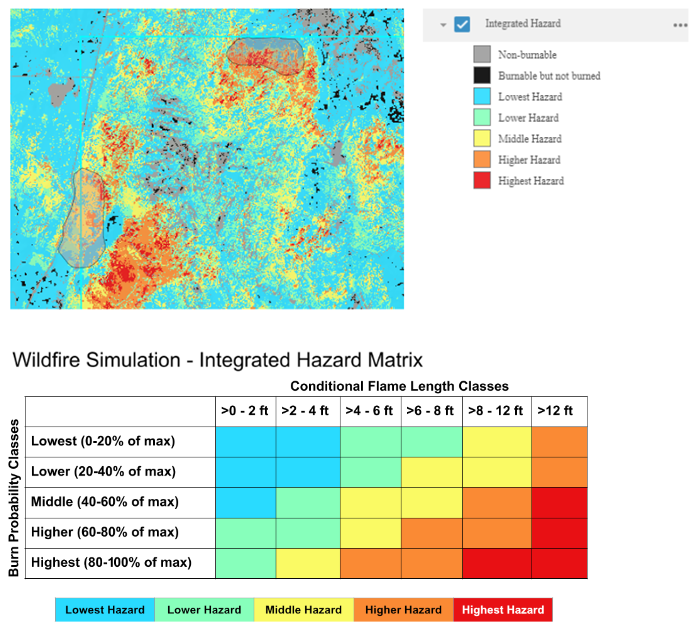 Integrated Hazard
Non-burnable
Burnable but not burned
Lowest Hazard
Lower Hazard
Middle Hazard
Higher Hazard
Highest Hazard
Wildfire Simulation - Integrated Hazard Matrix
Conditional Flame Length Classes
>0 - 2 ft >2 - 4 ft >4 - 6 ft >6 - 8 ft >8 - 12 ft >12 ft
Burn Probability Classes
Lowest (0-20% of max)
Lower (20-40% of max)
Middle (40-60% of max)
Higher (60-80% of max)
Highest (80-100% of max)
Lowest Hazard Lower Hazard Middle Hazard Higher Hazard Highest Hazard